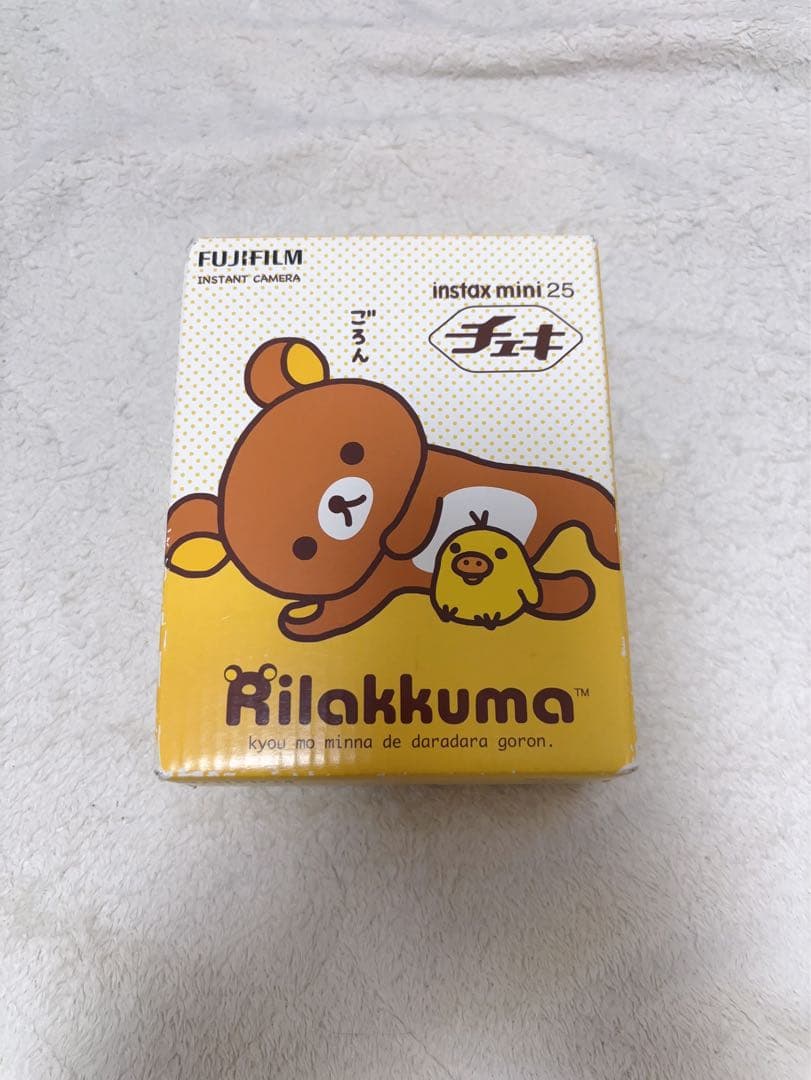 FUJIFILM
INSTANT CAMERA
instax mini 25
チェキ
ごろん
Rilakkuma™
kyou mo minna de daradara goron.